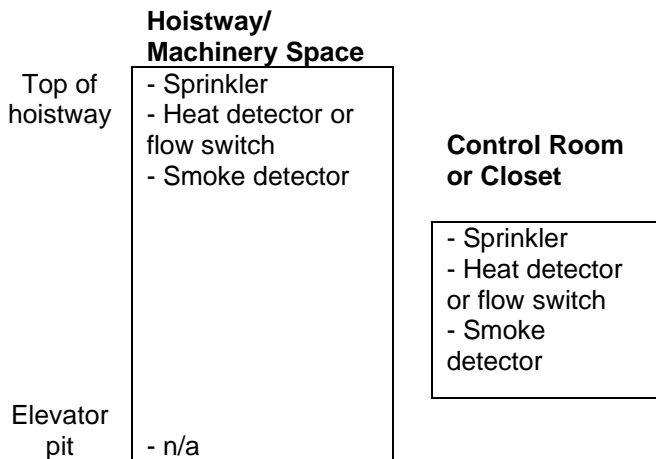 Hoistway/
Machinery Space
Top of
hoistway
- Sprinkler
- Heat detector or
flow switch
- Smoke detector
Control Room
or Closet
- Sprinkler
- Heat detector
or flow switch
- Smoke
detector
Elevator
pit
- n/a